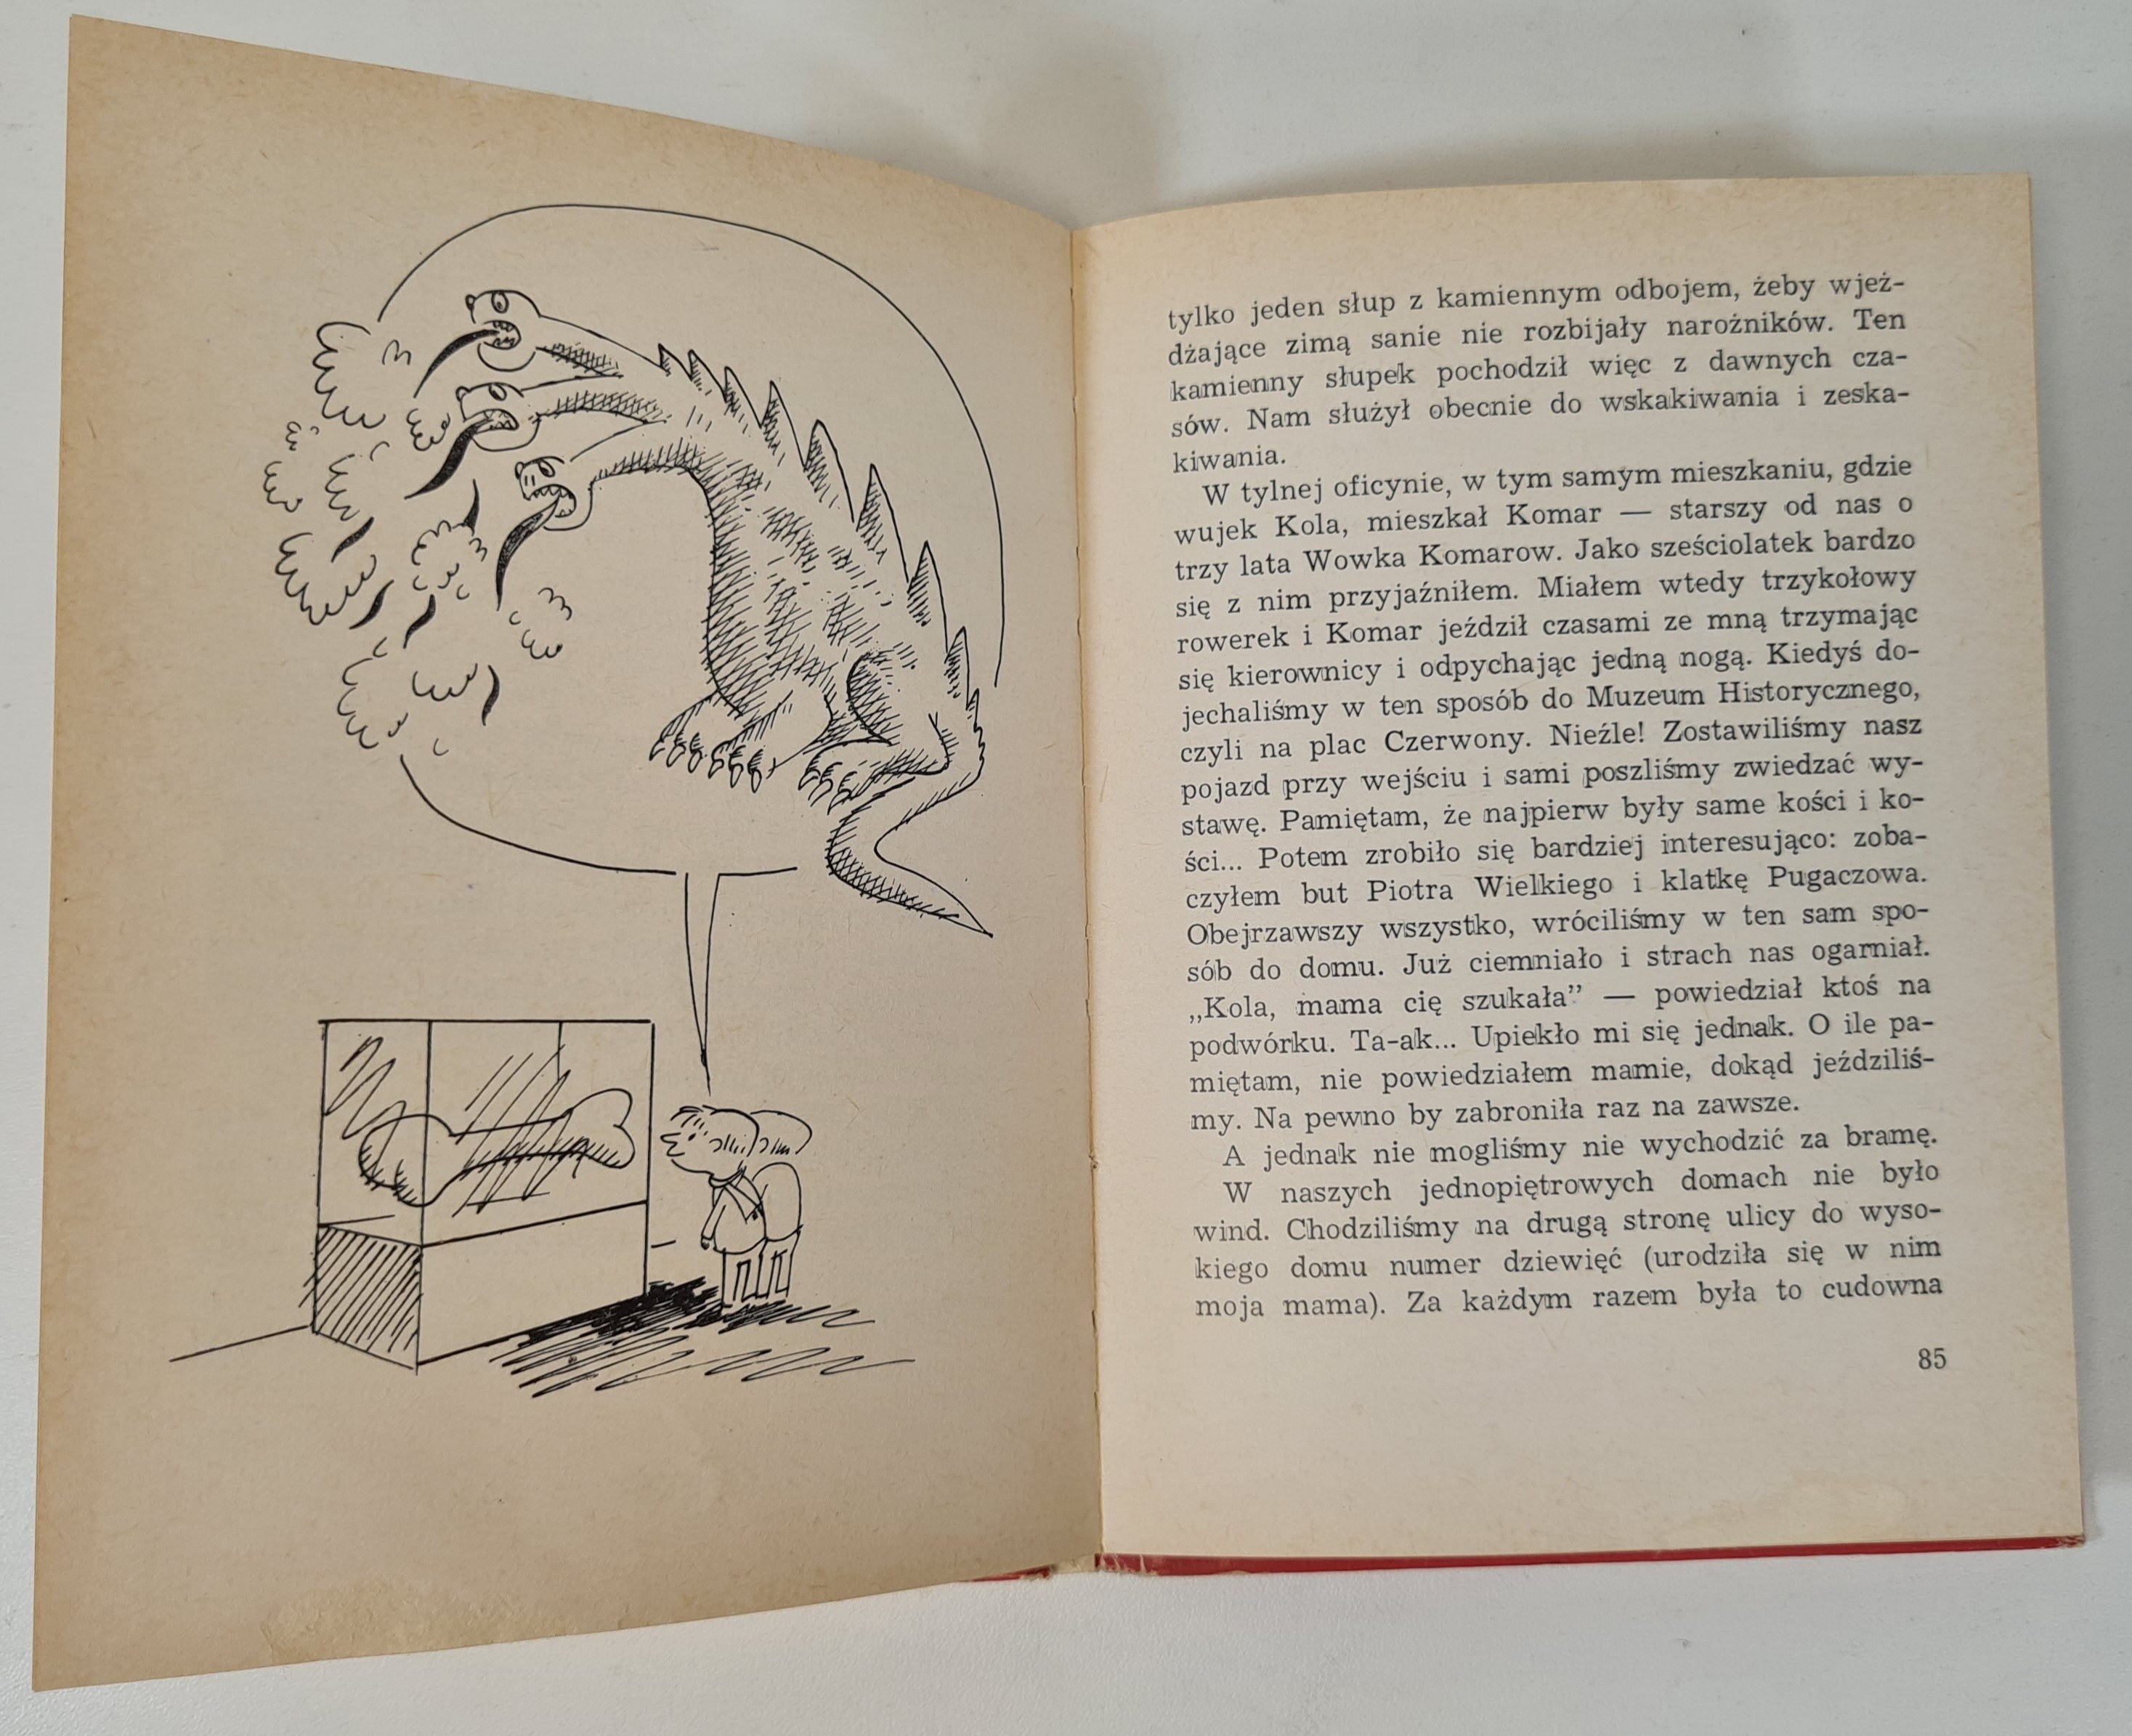 tylko jeden słup z kamiennym odbojem, żeby wjeż-
dżające zimą sanie nie rozbijały narożników. Ten
kamienny słupek pochodził więc z dawnych cza-
sów. Nam służył obecnie do wskakiwania i zeska-
kiwania.
W tylnej oficynie, w tym samym mieszkaniu, gdzie
wujek Kola, mieszkał Komar — starszy od nas o
trzy lata Wowka Komarow. Jako sześciolatek bardzo
się z nim przyjaźniłem. Miałem wtedy trzykołowy
rowerek i Komar jeździł czasami ze mną trzymając
się kierownicy i odpychając jedną nogą. Kiedyś do-
jechaliśmy w ten sposób do Muzeum Historycznego,
czyli na plac Czerwony. Nieźle! Zostawiliśmy nasz
pojazd przy wejściu i sami poszliśmy zwiedzać wy-
stawę. Pamiętam, że najpierw były same kości i ko-
ści... Potem zrobiło się bardziej interesująco: zoba-
czyłem but Piotra Wielkiego i klatkę Pugaczowa.
Obejrzawszy wszystko, wróciliśmy w ten sam spo-
sób do domu. Już ciemniało i strach nas ogarniał.
„Kola, mama cię szukała” — powiedział ktoś na
podwórku. Ta-ak... Upiekło mi się jednak. O ile pa-
miętam, nie powiedziałem mamie, dokąd jeździliś-
my. Na pewno by zabroniła raz na zawsze.
A jednak nie mogliśmy nie wychodzić za bramę.
W naszych jednopiętrowych domach nie było
wind. Chodziliśmy na drugą stronę ulicy do wyso-
kiego domu numer dziewięć (urodziła się w nim
moja mama). Za każdym razem była to cudowna
85